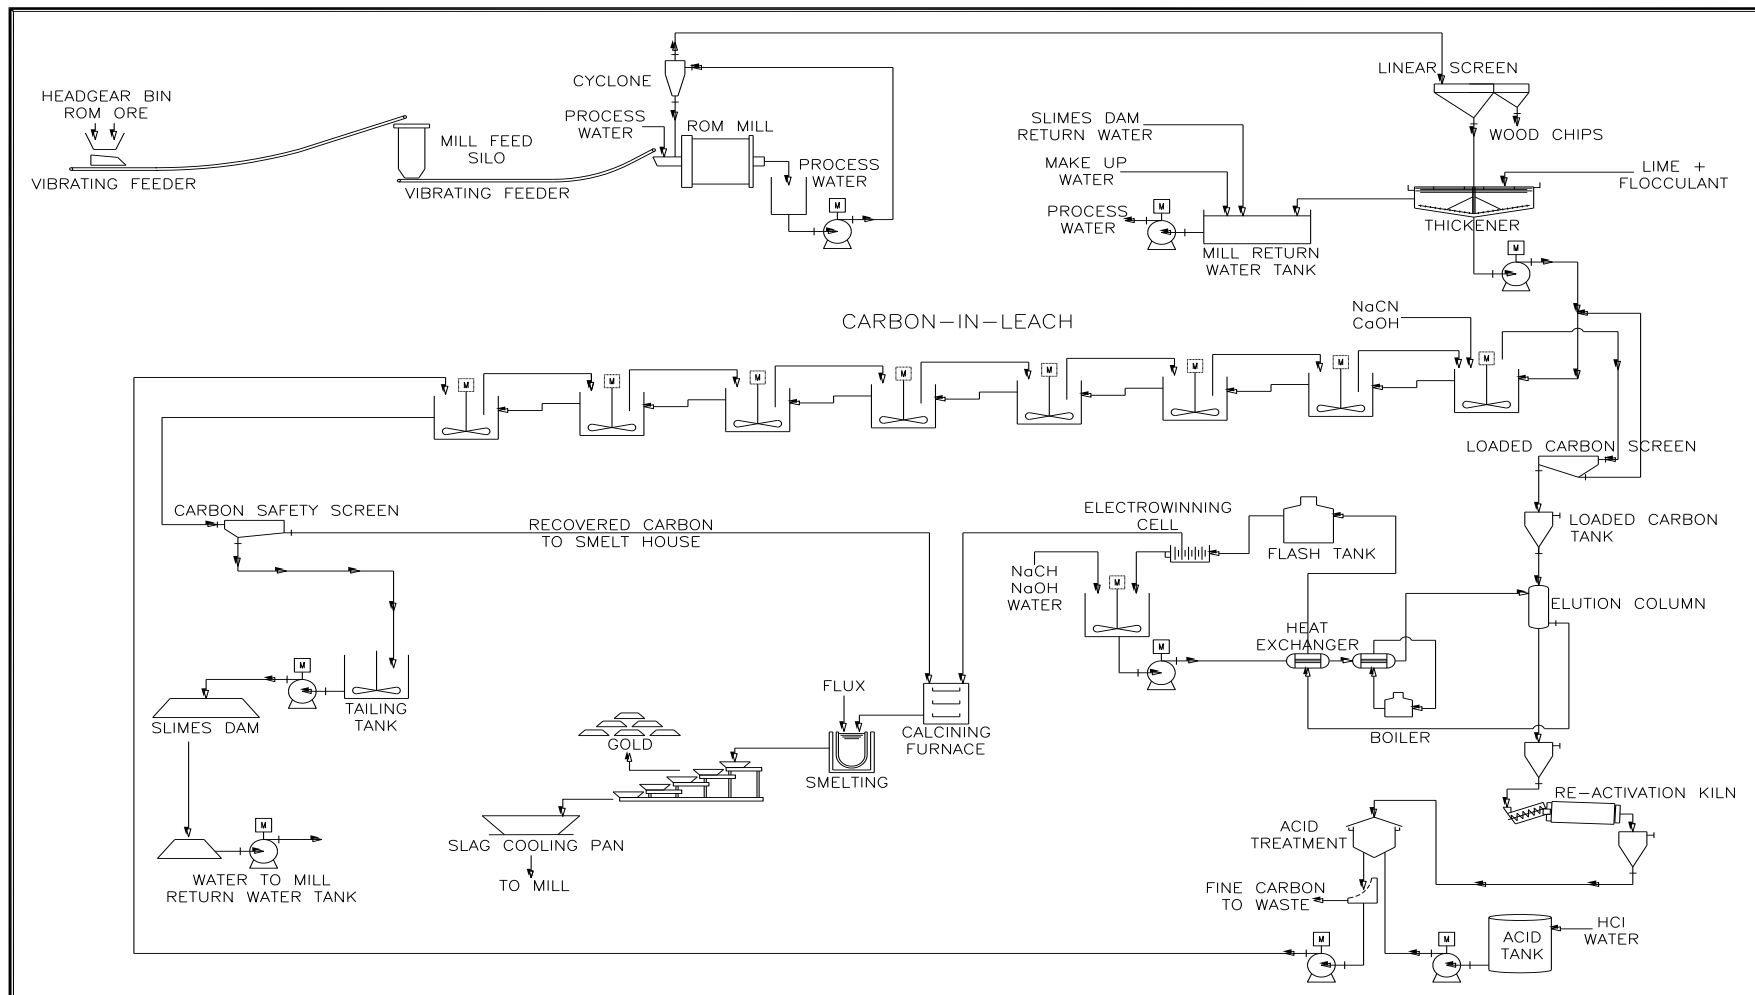 CYCLONE
LINEAR SCREEN
HEADGEAR BIN
ROM ORE
PROCESS
WATER
ROM MILL
MILL FEED
SILO
SLIMES DAM
RETURN WATER
WOOD CHIPS
VIBRATING FEEDER
VIBRATING FEEDER
PROCESS
WATER
MAKE UP
WATER
LIME +
FLOCCULANT
M
PROCESS
WATER
M
THICKENER
MILL RETURN
WATER TANK
M
CARBON-IN-LEACH
NaCN
CaOH
M
M
M
M
M
M
M
M
LOADED CARBON SCREEN
CARBON SAFETY SCREEN
RECOVERED CARBON
TO SMELT HOUSE
ELECTROWINNING
CELL
FLASH TANK
LOADED CARBON
TANK
NaCH
NaOH
WATER
M
ELUTION COLUMN
HEAT
EXCHANGER
M
M
TAILING
TANK
SLIMES DAM
FLUX
GOLD
CALCINING
FURNACE
BOILER
SMELTING
RE-ACTIVATION KILN
M
SLAG COOLING PAN
ACID
TREATMENT
WATER TO MILL
RETURN WATER TANK
TO MILL
FINE CARBON
TO WASTE
HCl
WATER
M
M
ACID
TANK